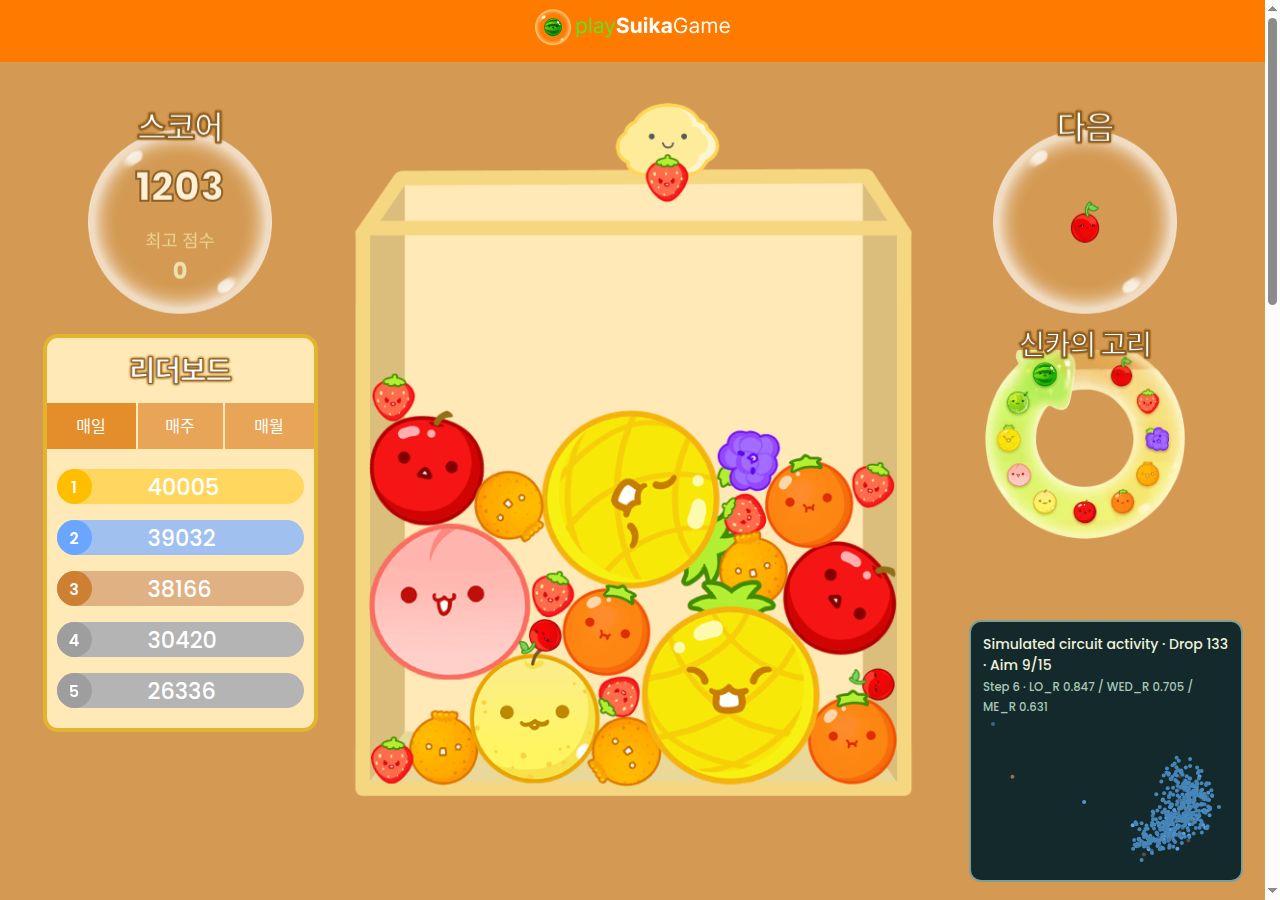 playSuikaGame
스코어
1203
최고 점수
0
리더보드
매일 매주 매월
1 40005
2 39032
3 38166
4 30420
5 26336
다음
신카의 고리
Simulated circuit activity · Drop 133
· Aim 9/15
Step 6 · LO_R 0.847 / WED_R 0.705 /
ME_R 0.631